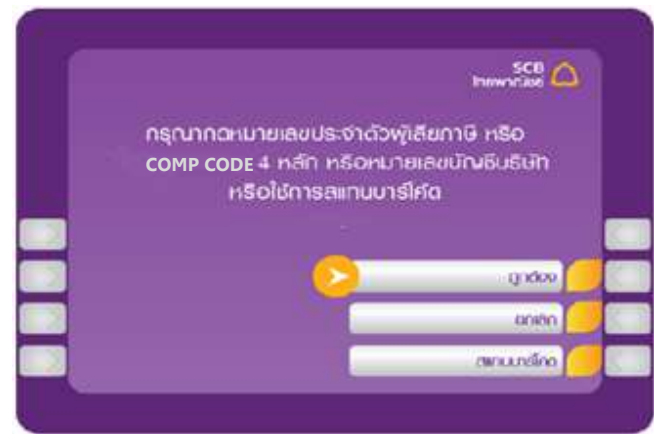 SCB
ไทยพาณิชย์
กรุณากดหมายเลขประจำตัวผู้เสียภาษี หรือ
COMP CODE 4 หลัก หรือหมายเลขบัญชีบริษัท
หรือใช้การสแกนบาร์โค้ด
ถูกต้อง
ยกเลิก
สแกนบาร์โค้ด